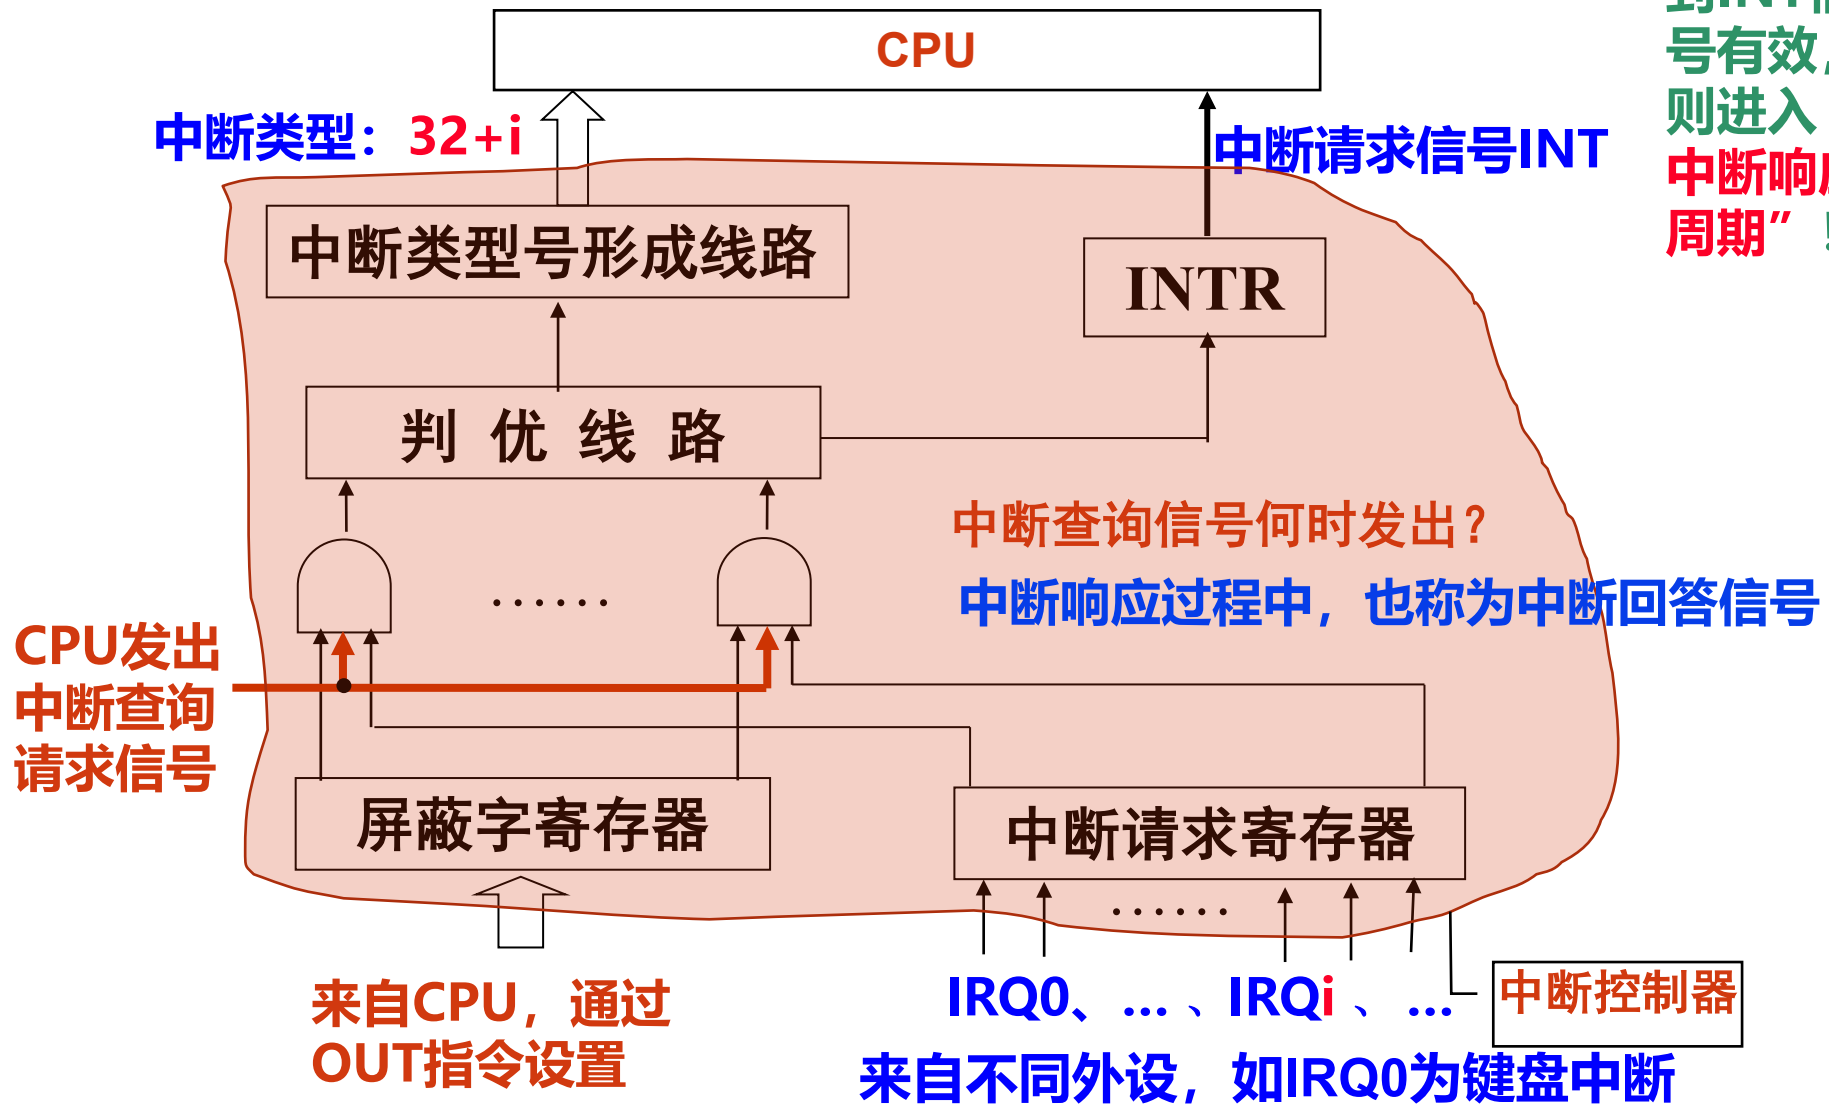 CPU
号有效，
则进入
中断响应
周期”！
中断类型：32+i
中断请求信号INT
中断类型号形成线路
INTR
判 优 线 路
中断查询信号何时发出？
······
中断响应过程中，也称为中断回答信号
CPU发出
中断查询
请求信号
屏蔽字寄存器
中断请求寄存器
······
来自CPU，通过
OUT指令设置
IRQ0、…、IRQi、…
中断控制器
来自不同外设，如IRQ0为键盘中断